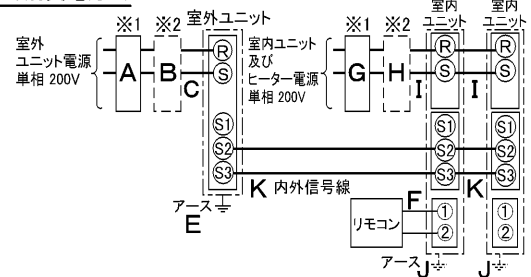 ※1 ※2
室外ユニット
※1 ※2
室内
ユニット
室内
ユニット
室外
ユニット電源
単相 200V
A
B
C
R
S
S1
S2
S3
アース
E
K 内外信号線
室内ユニット
及び
ヒーター電源
単相 200V
G
H
I
R
S
S1
S2
S3
I
R
S
S1
S2
S3
K
リモコン
F
①
②
①
②
アース
J
J